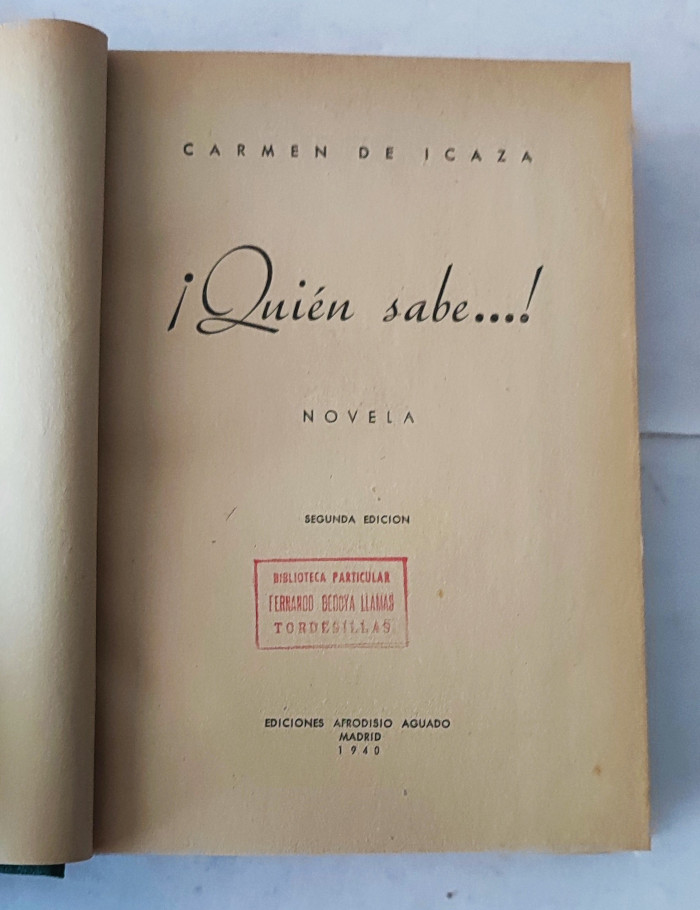 CARMEN DE ICAZA
¡Quién sabe...!
NOVELA
SEGUNDA EDICION
BIBLIOTECA PARTICULAR
FERNANDO BEDOYA LLAMAS
TORDESILLAS
EDICIONES AFRODISIO AGUADO
MADRID
1940